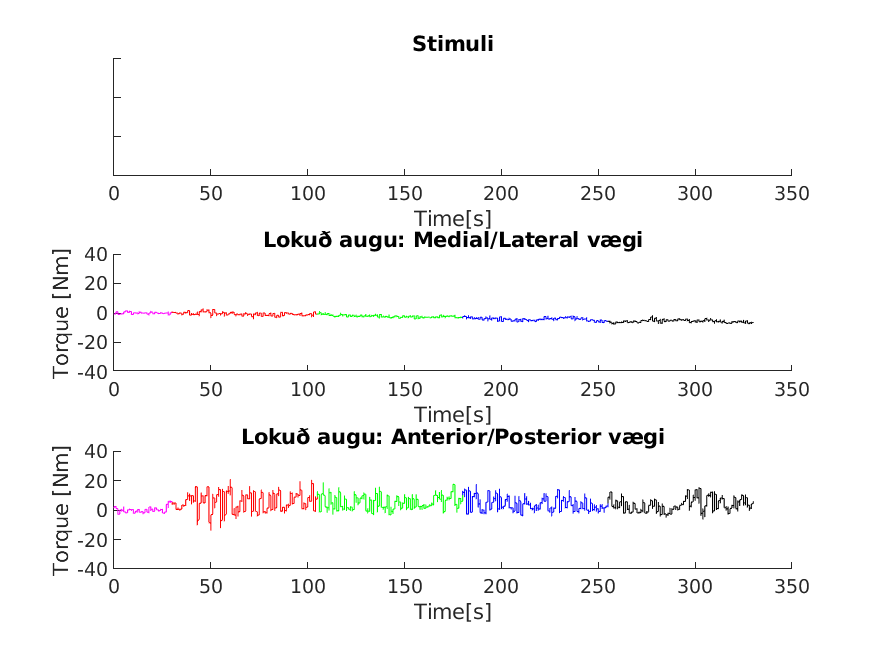 Stimuli
0 50 100 150 200 250 300 350
Time[s]
Lokuð augu: Medial/Lateral vægi
Torque [Nm]
40
20
0
-20
-40
0 50 100 150 200 250 300 350
Time[s]
Lokuð augu: Anterior/Posterior vægi
Torque [Nm]
40
20
0
-20
-40
0 50 100 150 200 250 300 350
Time[s]